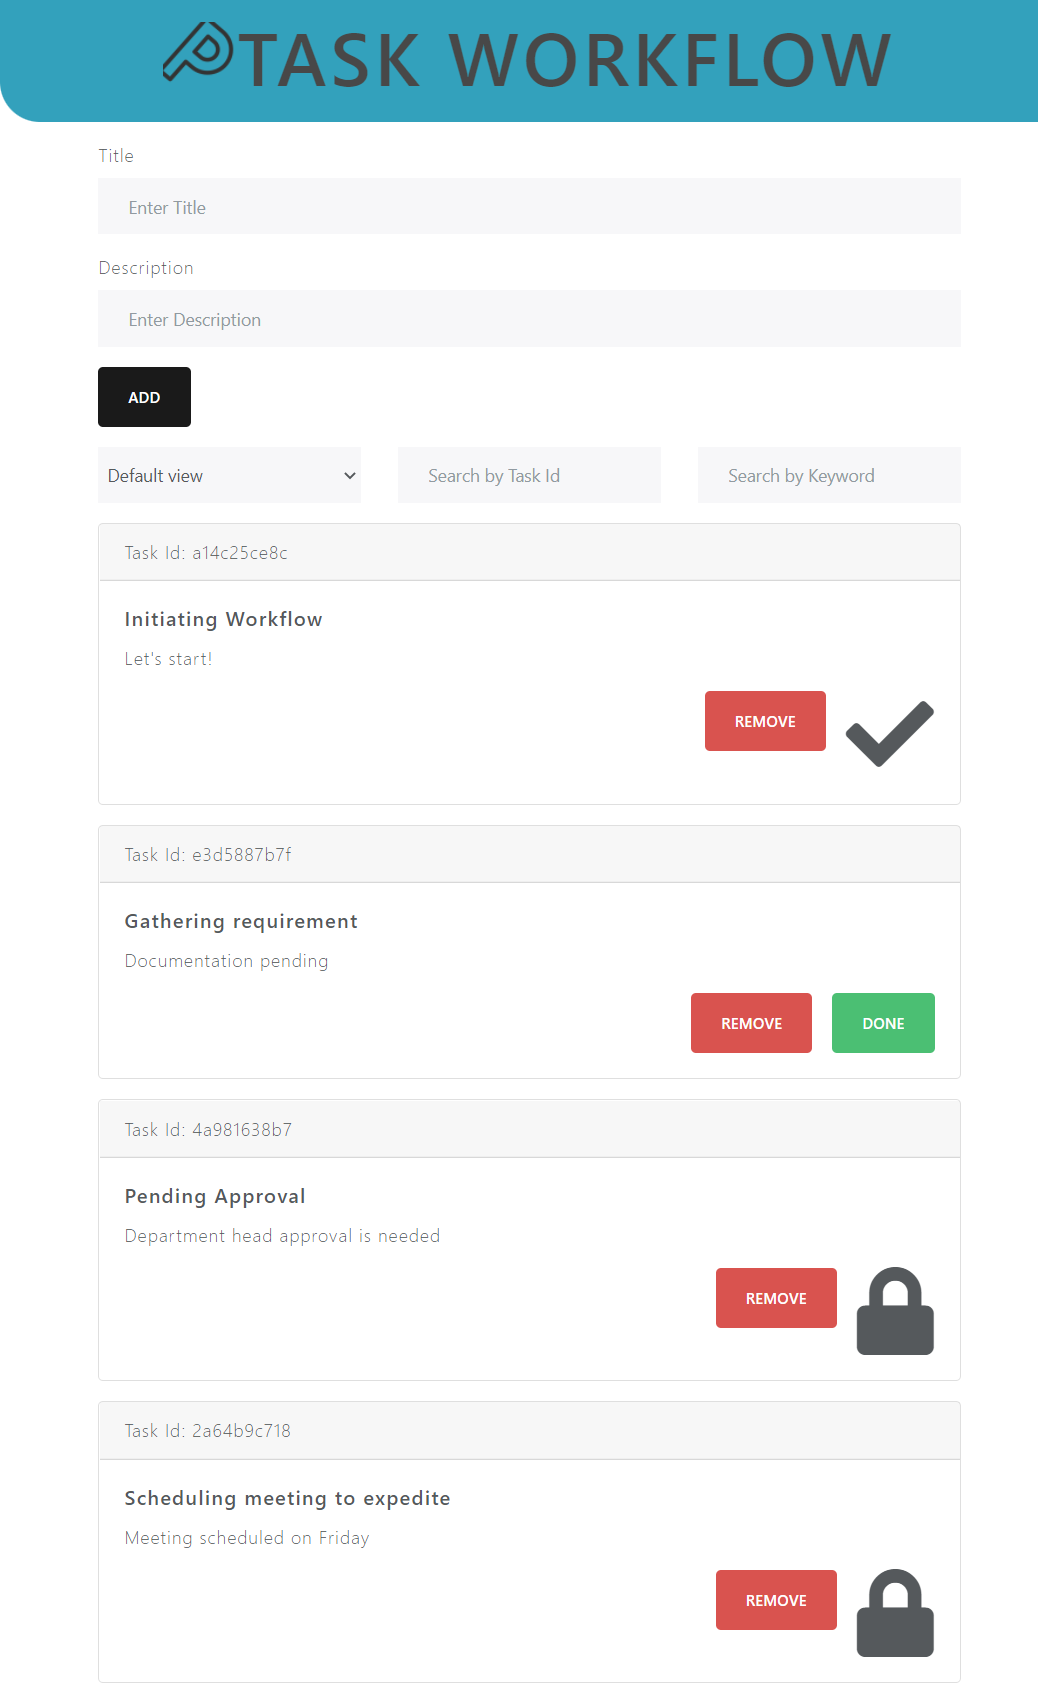 TASK WORKFLOW
Title
Enter Title
Description
Enter Description
ADD
Default view Search by Task Id Search by Keyword
Task Id: a14c25ce8c
Initiating Workflow
Let's start!
REMOVE
Task Id: e3d5887b7f
Gathering requirement
Documentation pending
REMOVE DONE
Task Id: 4a981638b7
Pending Approval
Department head approval is needed
REMOVE
Task Id: 2a64b9c718
Scheduling meeting to expedite
Meeting scheduled on Friday
REMOVE